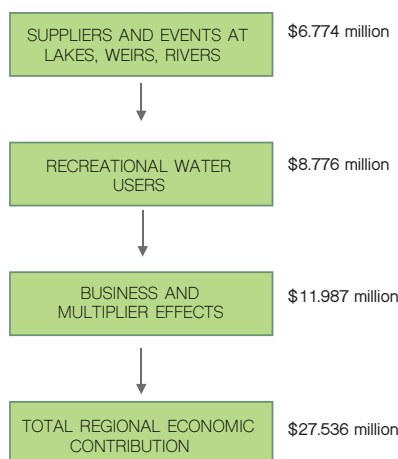 SUPPLIERS AND EVENTS AT
LAKES, WEIRS, RIVERS
$6.774 million
RECREATIONAL WATER
USERS
$8.776 million
BUSINESS AND
MULTIPLIER EFFECTS
$11.987 million
TOTAL REGIONAL ECONOMIC
CONTRIBUTION
$27.536 million